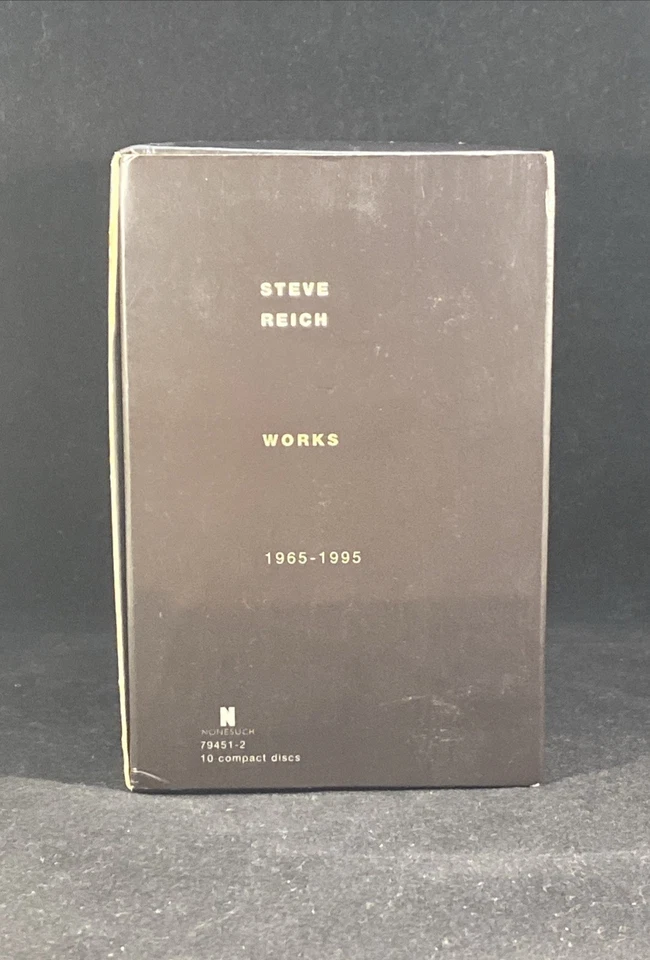 STEVE
REICH
WORKS
1965-1995
N
NONESUCH
79451-2
10 compact discs